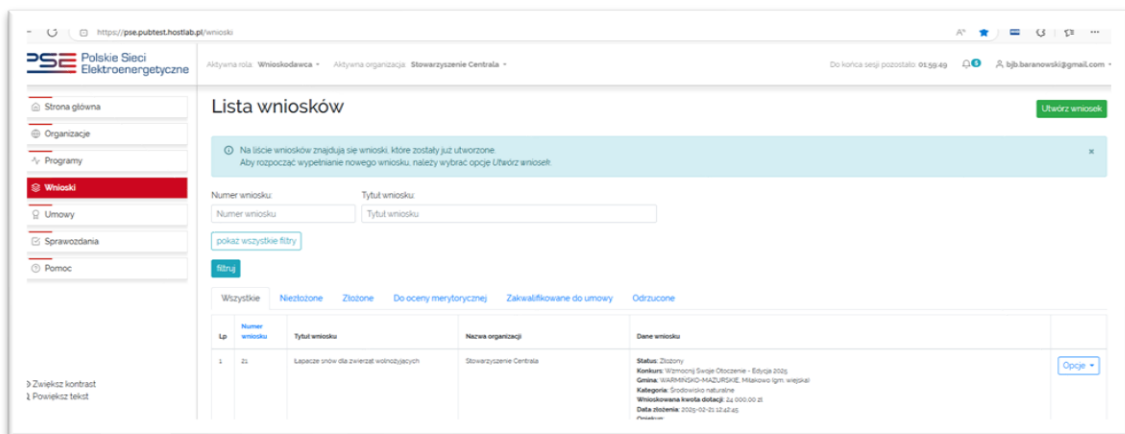 https://pse.pubtest.hostlab.pl/wnioski
PSE Polskie Sieci
Elektroenergetyczne
Aktywna rola: Wnioskodawca
Aktywna organizacja: Stowarzyszenie Centrala
Do końca sesji pozostało: 01:59:49
bjb.baranowski@gmail.com
Strona główna
Organizacje
Programy
Wnioski
Umowy
Sprawozdania
Pomoc
Zwiększ kontrast
Powiększ tekst
Lista wniosków
Utwórz wniosek
Na liście wniosków znajdują się wnioski, które zostały już utworzone.
Aby rozpocząć wypełnianie nowego wniosku, należy wybrać opcję Utwórz wniosek.
Numer wniosku: Tytuł wniosku:
Numer wniosku Tytuł wniosku
pokaż wszystkie filtry
filtruj
Wszystkie Niezłożone Złożone Do oceny merytorycznej Zakwalifikowane do umowy Odrzucone
Lp Numer wniosku Tytuł wniosku Nazwa organizacji Dane wniosku
1 21 Łapacze snów dla zwierząt wolnożyjących Stowarzyszenie Centrala Status: Złożony
Konkurs: Wzmocnij Swoje Otoczenie - Edycja 2025
Gmina: WARMIŃSKO-MAZURSKIE, Miłakowo (gm. wiejska)
Kategoria: Środowisko naturalne
Wnioskowana kwota dotacji: 24 000,00 zł
Data złożenia: 2025-02-21 12:42:45
Opiekun:
Opcje